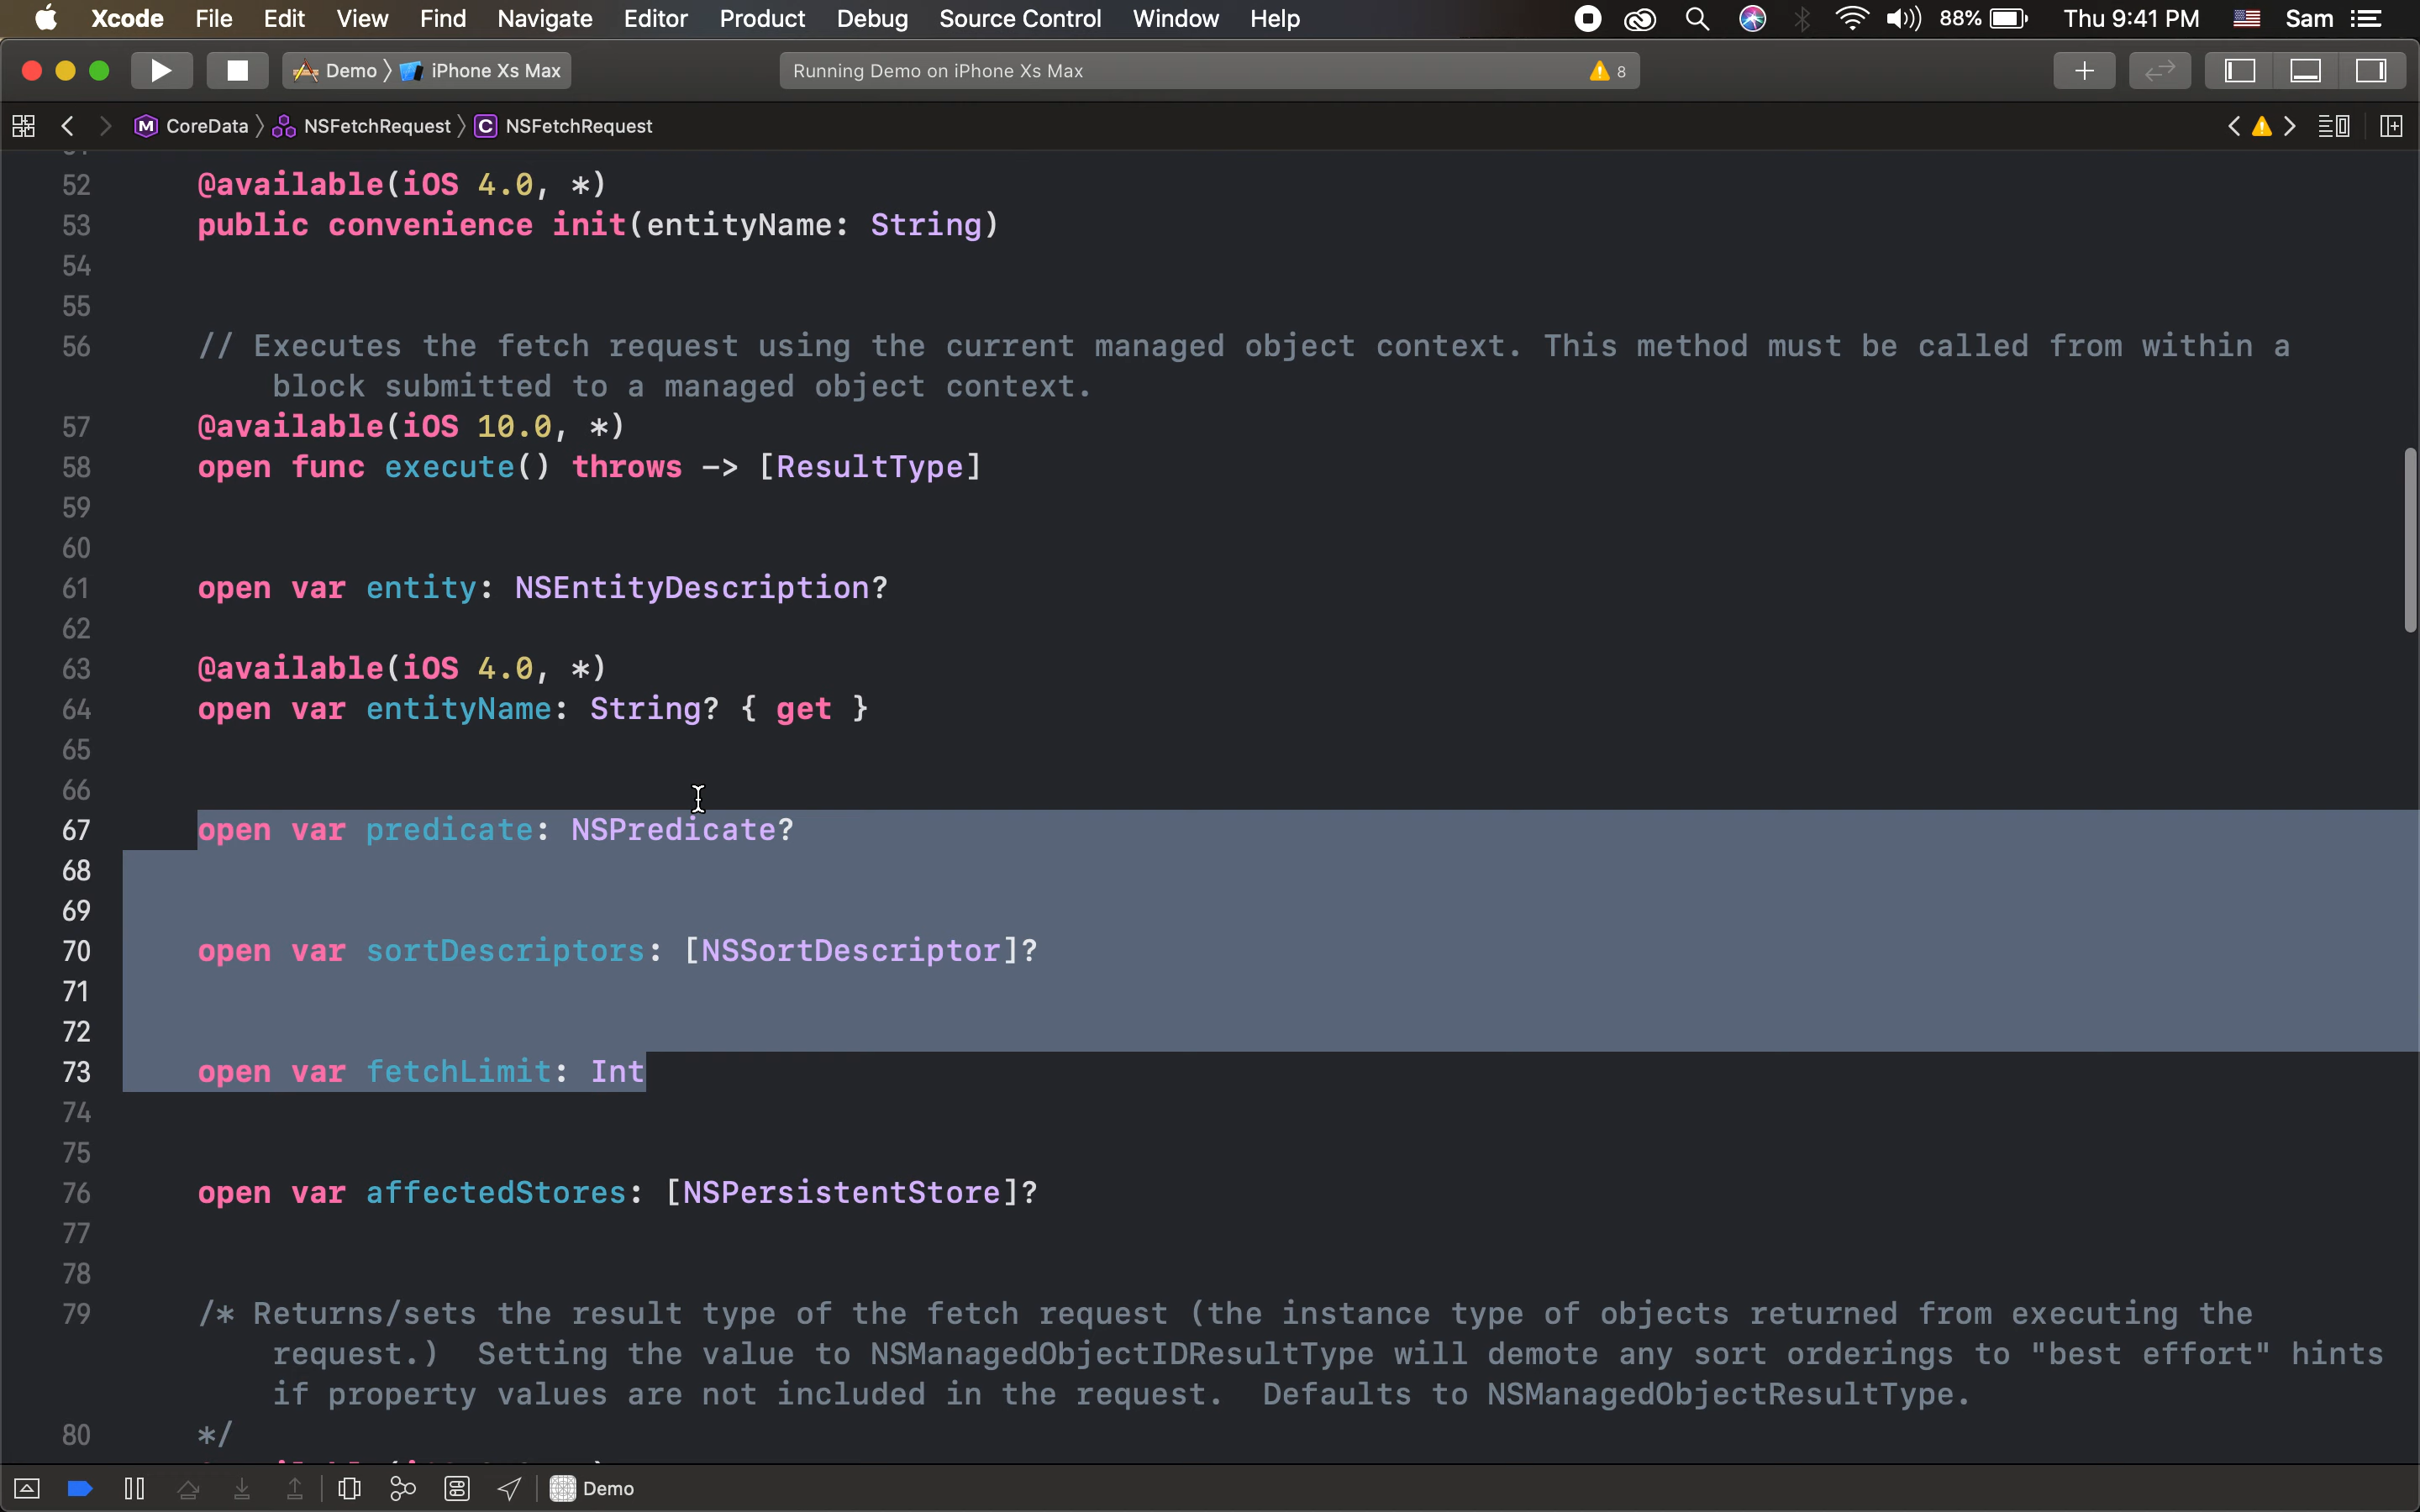 Xcode File Edit View Find Navigate Editor Product Debug Source Control Window Help 88% Thu 9:41 PM Sam
Demo iPhone Xs Max Running Demo on iPhone Xs Max 8
M CoreData NSFetchRequest C NSFetchRequest
52 @available(iOS 4.0, *)
53 public convenience init(entityName: String)
54
55
56 // Executes the fetch request using the current managed object context. This method must be called from within a
block submitted to a managed object context.
57 @available(iOS 10.0, *)
58 open func execute() throws -> [ResultType]
59
60
61 open var entity: NSEntityDescription?
62
63 @available(iOS 4.0, *)
64 open var entityName: String? { get }
65
66
67 open var predicate: NSPredicate?
68
69
70 open var sortDescriptors: [NSSortDescriptor]?
71
72
73 open var fetchLimit: Int
74
75
76 open var affectedStores: [NSPersistentStore]?
77
78
79 /* Returns/sets the result type of the fetch request (the instance type of objects returned from executing the
request.)  Setting the value to NSManagedObjectIDResultType will demote any sort orderings to "best effort" hints
if property values are not included in the request.  Defaults to NSManagedObjectResultType.
80 */
Demo